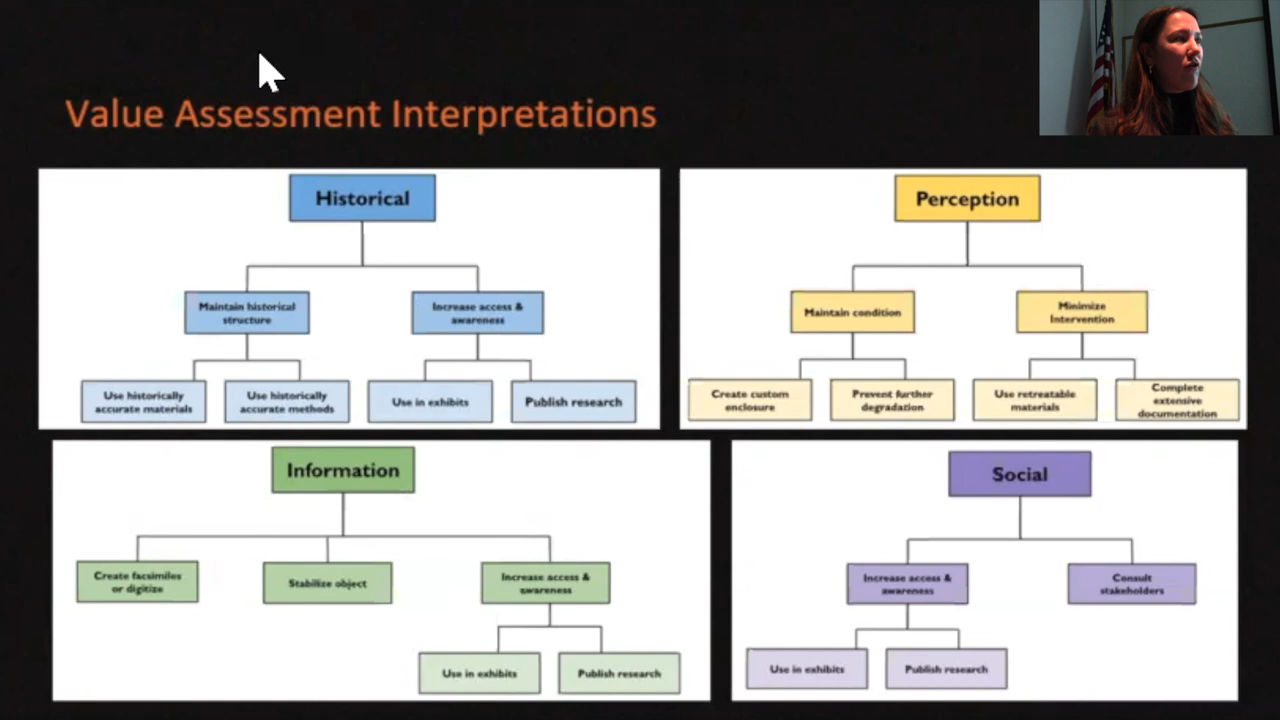 Value Assessment Interpretations
Historical
Maintain historical
structure
Increase access &
awareness
Use historically
accurate materials
Use historically
accurate methods
Use in exhibits
Publish research
Perception
Maintain condition
Minimize
Intervention
Create custom
enclosure
Prevent further
degradation
Use retreatable
materials
Complete
extensive
documentation
Information
Create facsimiles
or digitize
Stabilize object
Increase access &
awareness
Use in exhibits
Publish research
Social
Increase access &
awareness
Consult
stakeholders
Use in exhibits
Publish research